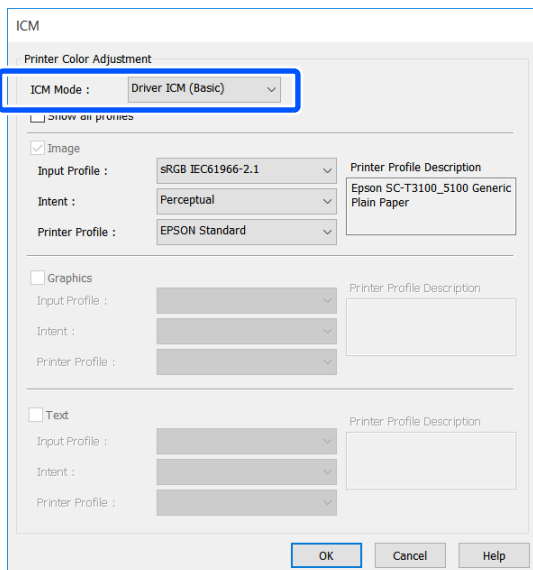 ICM
Printer Color Adjustment
ICM Mode : Driver ICM (Basic)
Show all profiles
Image
Input Profile : sRGB IEC61966-2.1 Printer Profile Description
Epson SC-T3100_5100 Generic
Intent : Perceptual Plain Paper
Printer Profile : EPSON Standard
Graphics
Input Profile : Printer Profile Description
Intent :
Printer Profile :
Text
Input Profile : Printer Profile Description
Intent :
Printer Profile :
OK Cancel Help